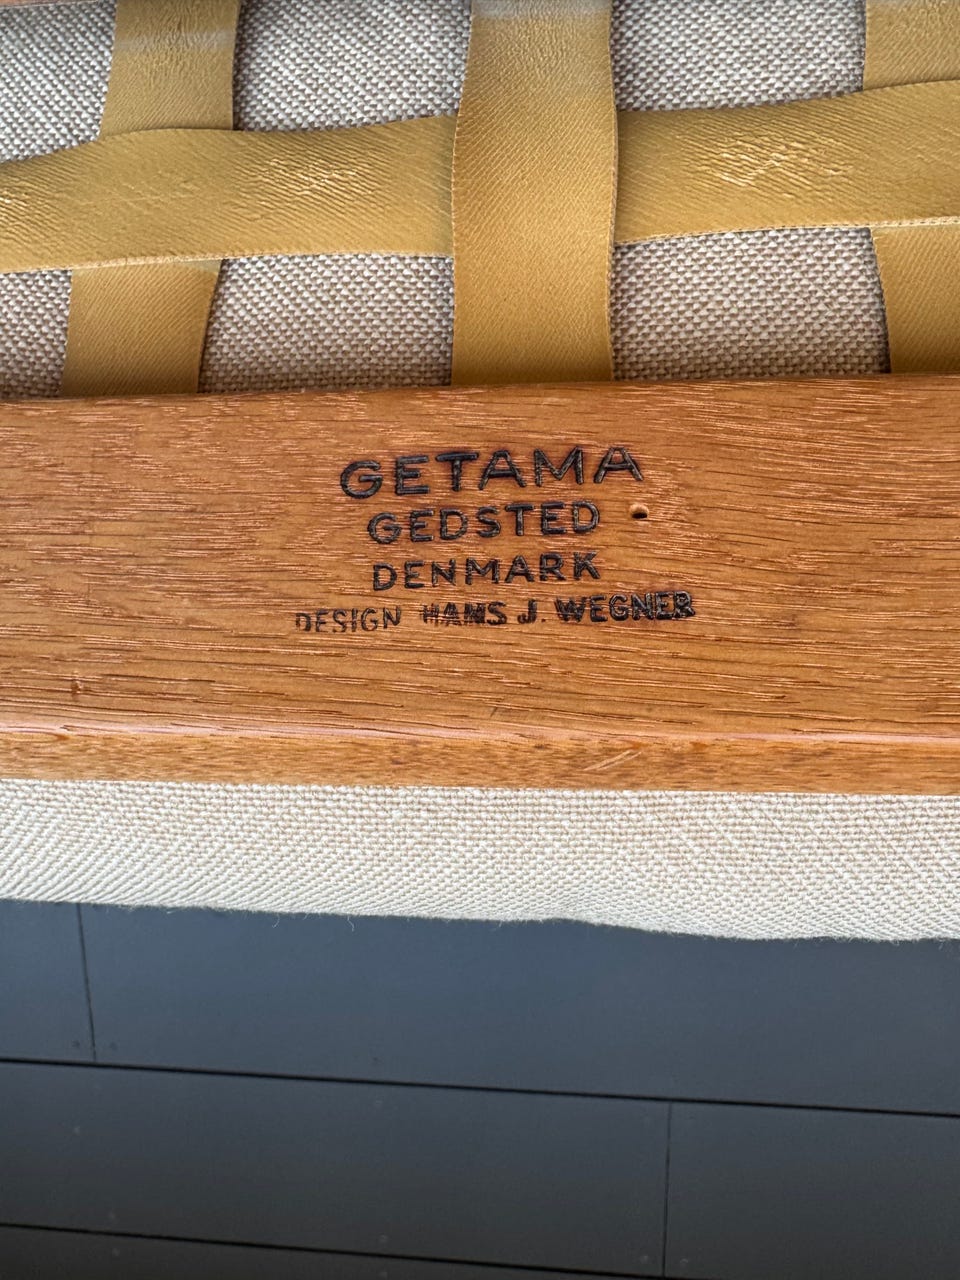 GETAMA
GEDSTED
DENMARK
DESIGN HANS J. WEGNER